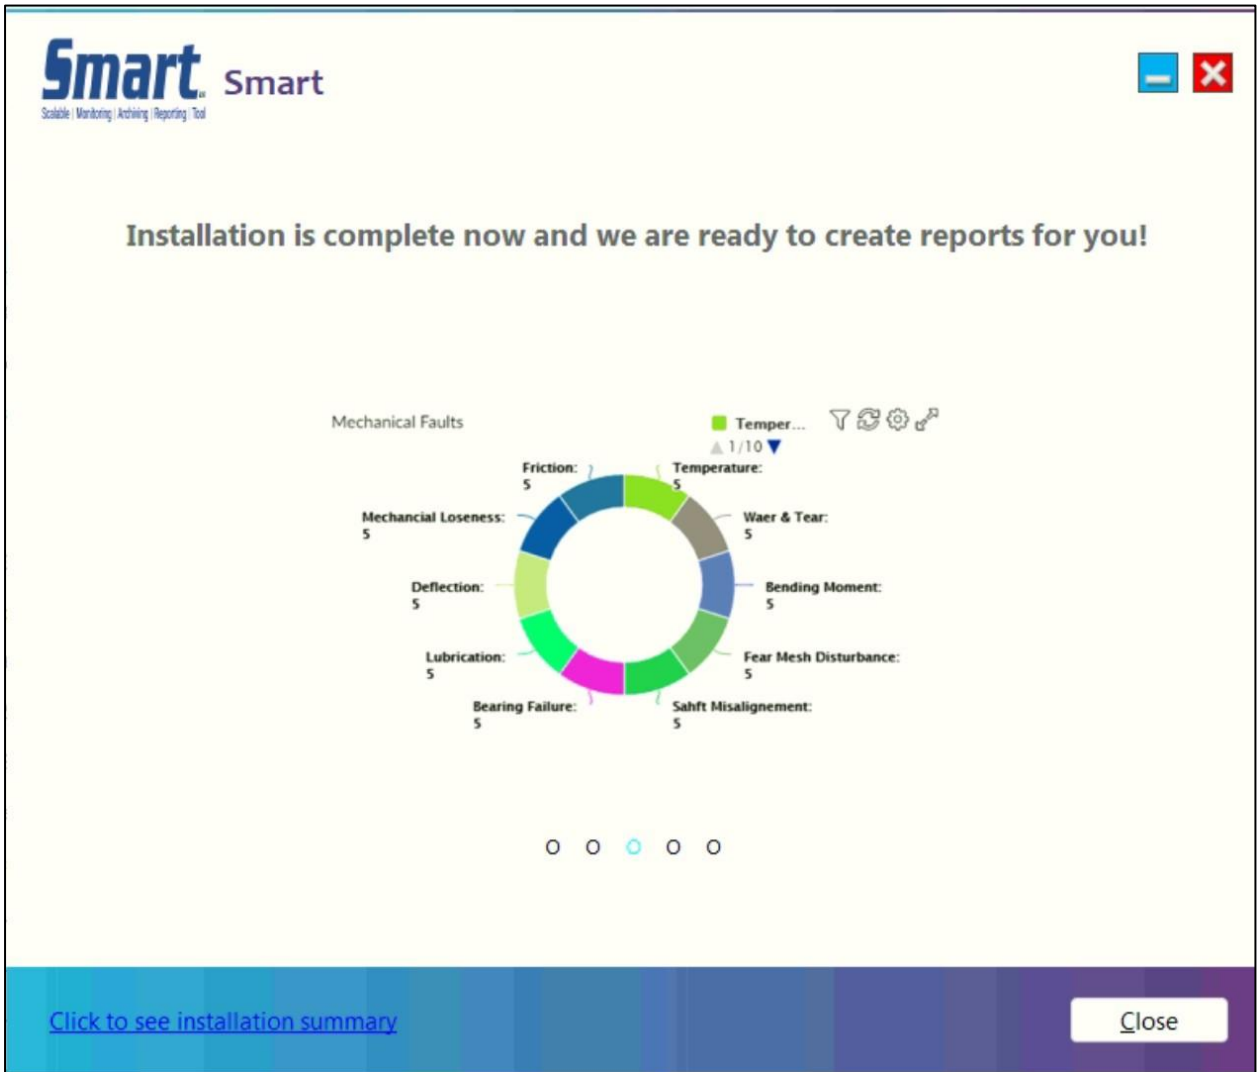 Smart
Scalable | Monitoring | Archiving | Reporting | Tool
Smart
Installation is complete now and we are ready to create reports for you!
Mechanical Faults
Temper...
1/10
Friction:
5
Temperature:
5
Mechancial Loseness:
5
Waer & Tear:
5
Deflection:
5
Bending Moment:
5
Lubrication:
5
Fear Mesh Disturbance:
5
Bearing Failure:
5
Sahft Misalignement:
5
Click to see installation summary
Close